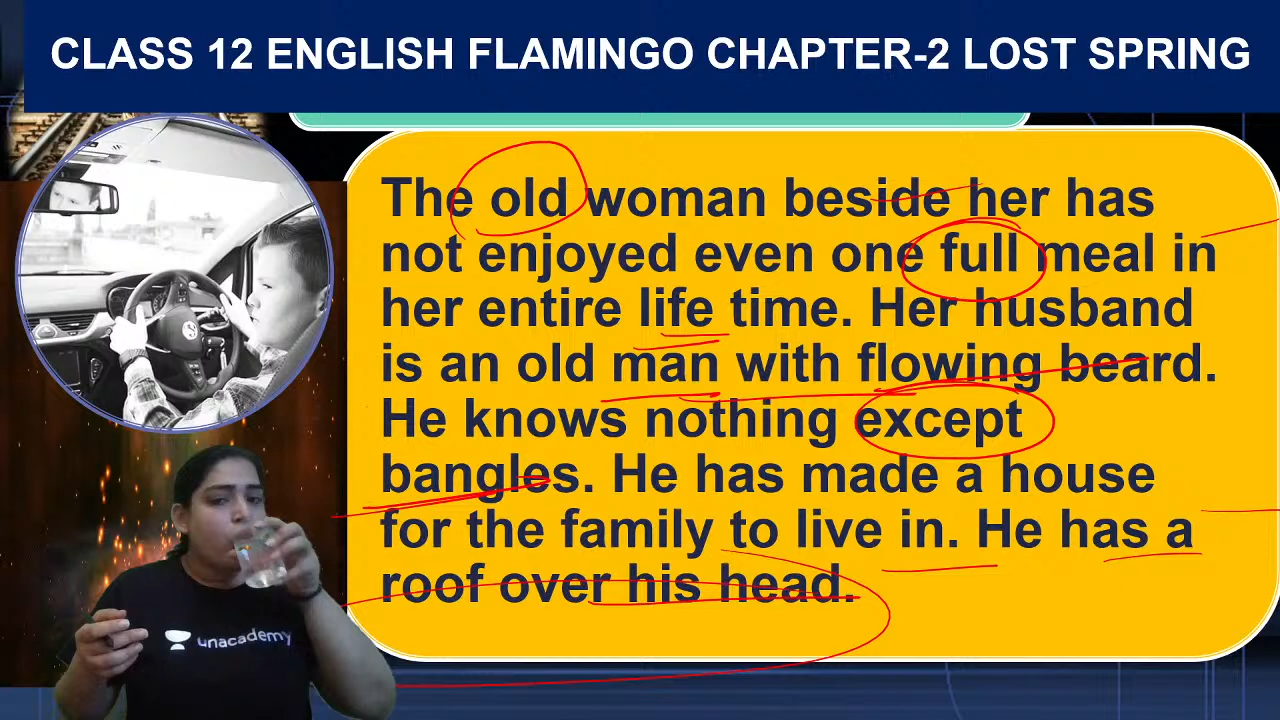 CLASS 12 ENGLISH FLAMINGO CHAPTER-2 LOST SPRING
The old woman beside her has
not enjoyed even one full meal in
her entire life time. Her husband
is an old man with flowing beard.
He knows nothing except
bangles. He has made a house
for the family to live in. He has a
roof over his head.
unacademy